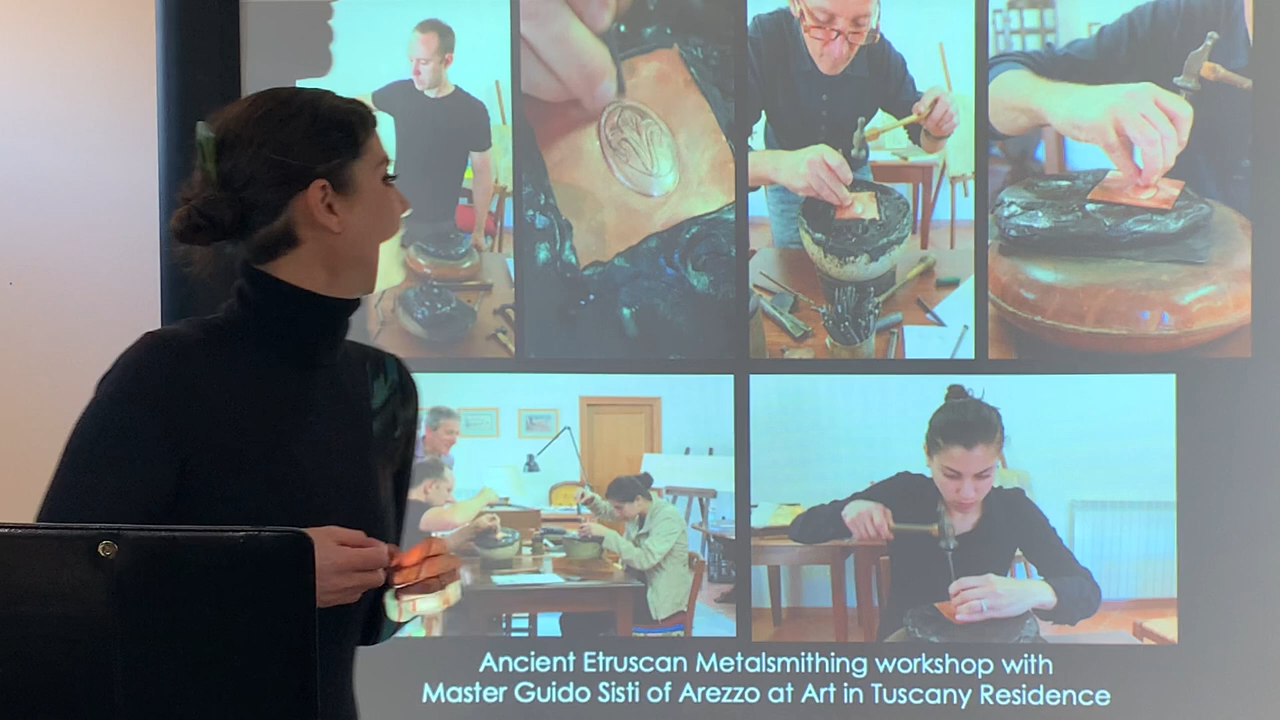 Ancient Etruscan Metalsmithing workshop with
Master Guido Sisti of Arezzo at Art in Tuscany Residence